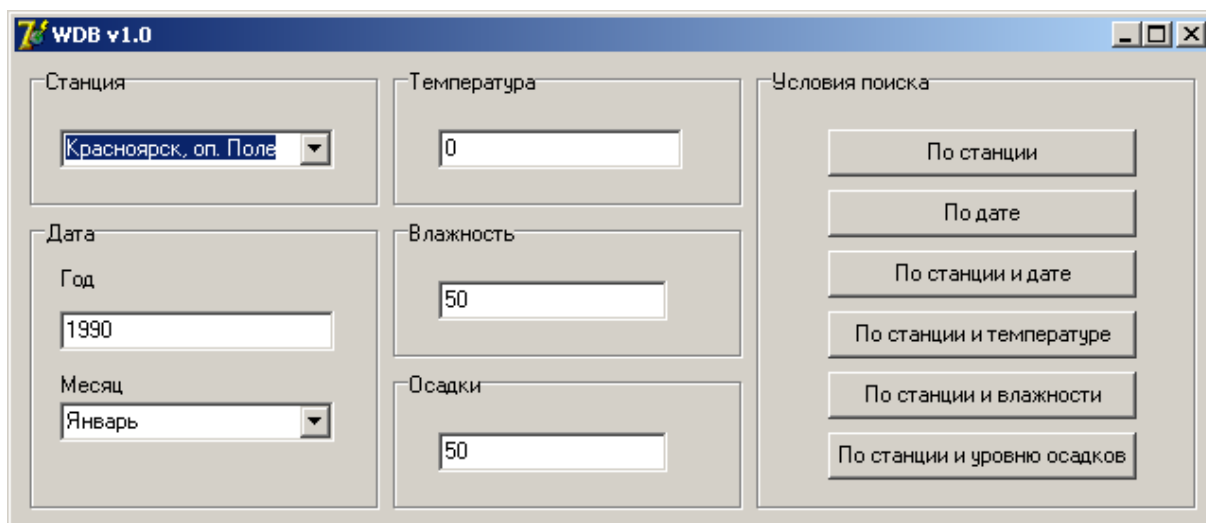 WDB v1.0
Станция
Красноярск, оп. Поле
Дата
Год
1990
Месяц
Январь
Температура
0
Влажность
50
Осадки
50
Условия поиска
По станции
По дате
По станции и дате
По станции и температуре
По станции и влажности
По станции и уровню осадков